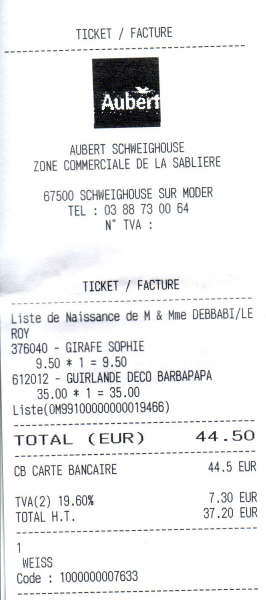 TICKET / FACTURE
Aubert
AUBERT SCHWEIGHOUSE
ZONE COMMERCIALE DE LA SABLIERE
67500 SCHWEIGHOUSE SUR MODER
TEL : 03 88 73 00 64
N° TVA :
TICKET / FACTURE
Liste de Naissance de M & Mme DEBBABI/LE
ROY
376040 - GIRAFE SOPHIE
9.50 * 1 = 9.50
612012 - GUIRLANDE DECO BARBAPAPA
35.00 * 1 = 35.00
Liste(OM99100000000019466)
TOTAL (EUR) 44.50
CB CARTE BANCAIRE 44.5 EUR
TVA(2) 19.60% 7.30 EUR
TOTAL H.T. 37.20 EUR
1
WEISS
Code : 1000000007633